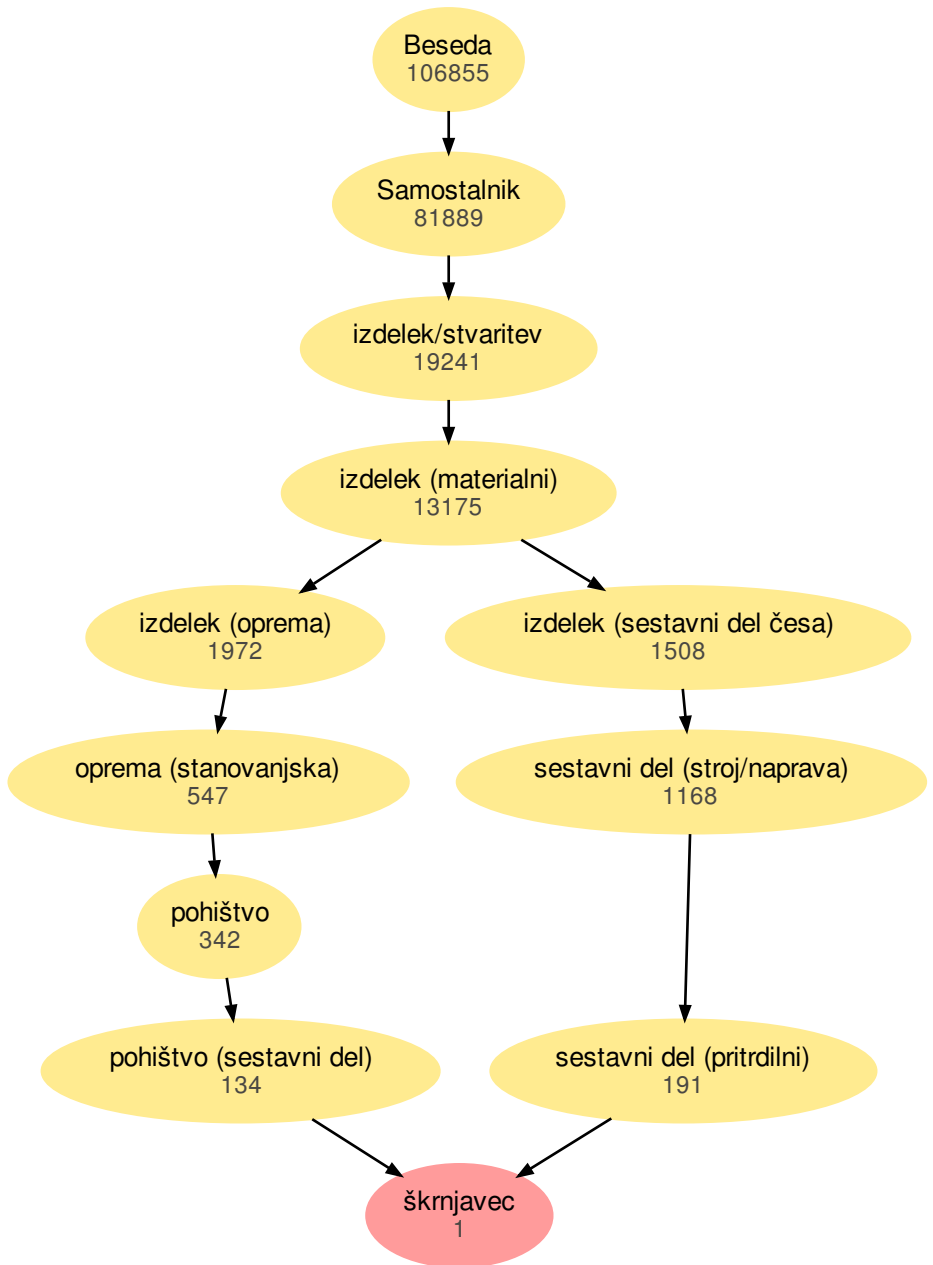 Beseda
106855
Samostalnik
81889
izdelek/stvaritev
19241
izdelek (materialni)
13175
izdelek (oprema)
1972
izdelek (sestavni del česa)
1508
oprema (stanovanjska)
547
sestavni del (stroj/naprava)
1168
pohištvo
342
pohištvo (sestavni del)
134
sestavni del (pritrdilni)
191
škrnjavec
1